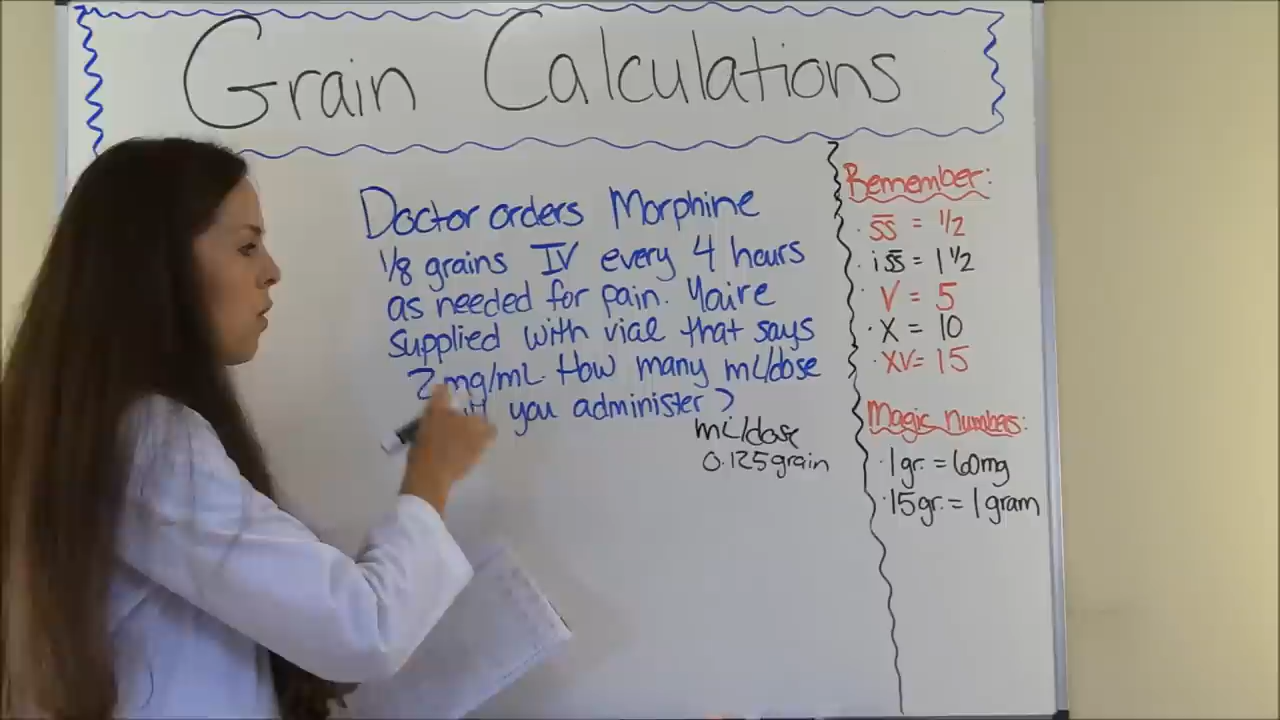 Grain Calculations
Doctor orders Morphine
1/8 grains IV every 4 hours
as needed for pain. You're
supplied with vial that says
2 mg/mL. How many mL/dose
you administer?
mL/dose
0.125 grain
Remember:
· s̅s̅ = 1/2
· is̅s̅ = 1 1/2
· V = 5
· X = 10
· XV = 15
Magic Numbers:
· 1 gr. = 60mg
· 15 gr. = 1 gram